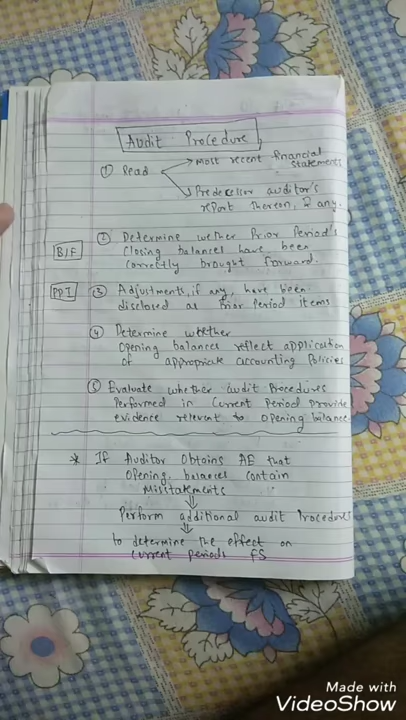 Audit Procedure
① Read → Most recent financial statements
→ Predecessor auditor's report thereon, if any.
B/F ② Determine wether Prior Period's
closing balances have been
correctly brought forward.
PPI ③ Adjustments, if any, have been
disclosed as Prior Period items
④ Determine whether
opening balances reflect application
of appropriate accounting Policies
⑤ Evaluate whether audit Procedures
Performed in current Period provide
evidence relevent to opening balance
* If Auditor obtains AE that
opening balances contain
Misstatements
⇓
Perform additional audit Procedures
⇓
to determine the effect on
current periods FS
Made with
VideoShow